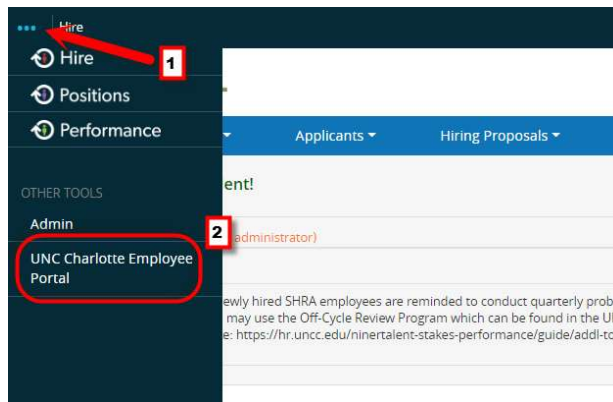 Hire
Hire
1
Positions
Performance
Applicants
Hiring Proposals
OTHER TOOLS
ent!
Admin
2
administrator)
UNC Charlotte Employee
Portal
ewly hired SHRA employees are reminded to conduct quarterly prob
may use the Off-Cycle Review Program which can be found in the U
e: https://hr.uncc.edu/ninertalent-stakes-performance/guide/addl-to